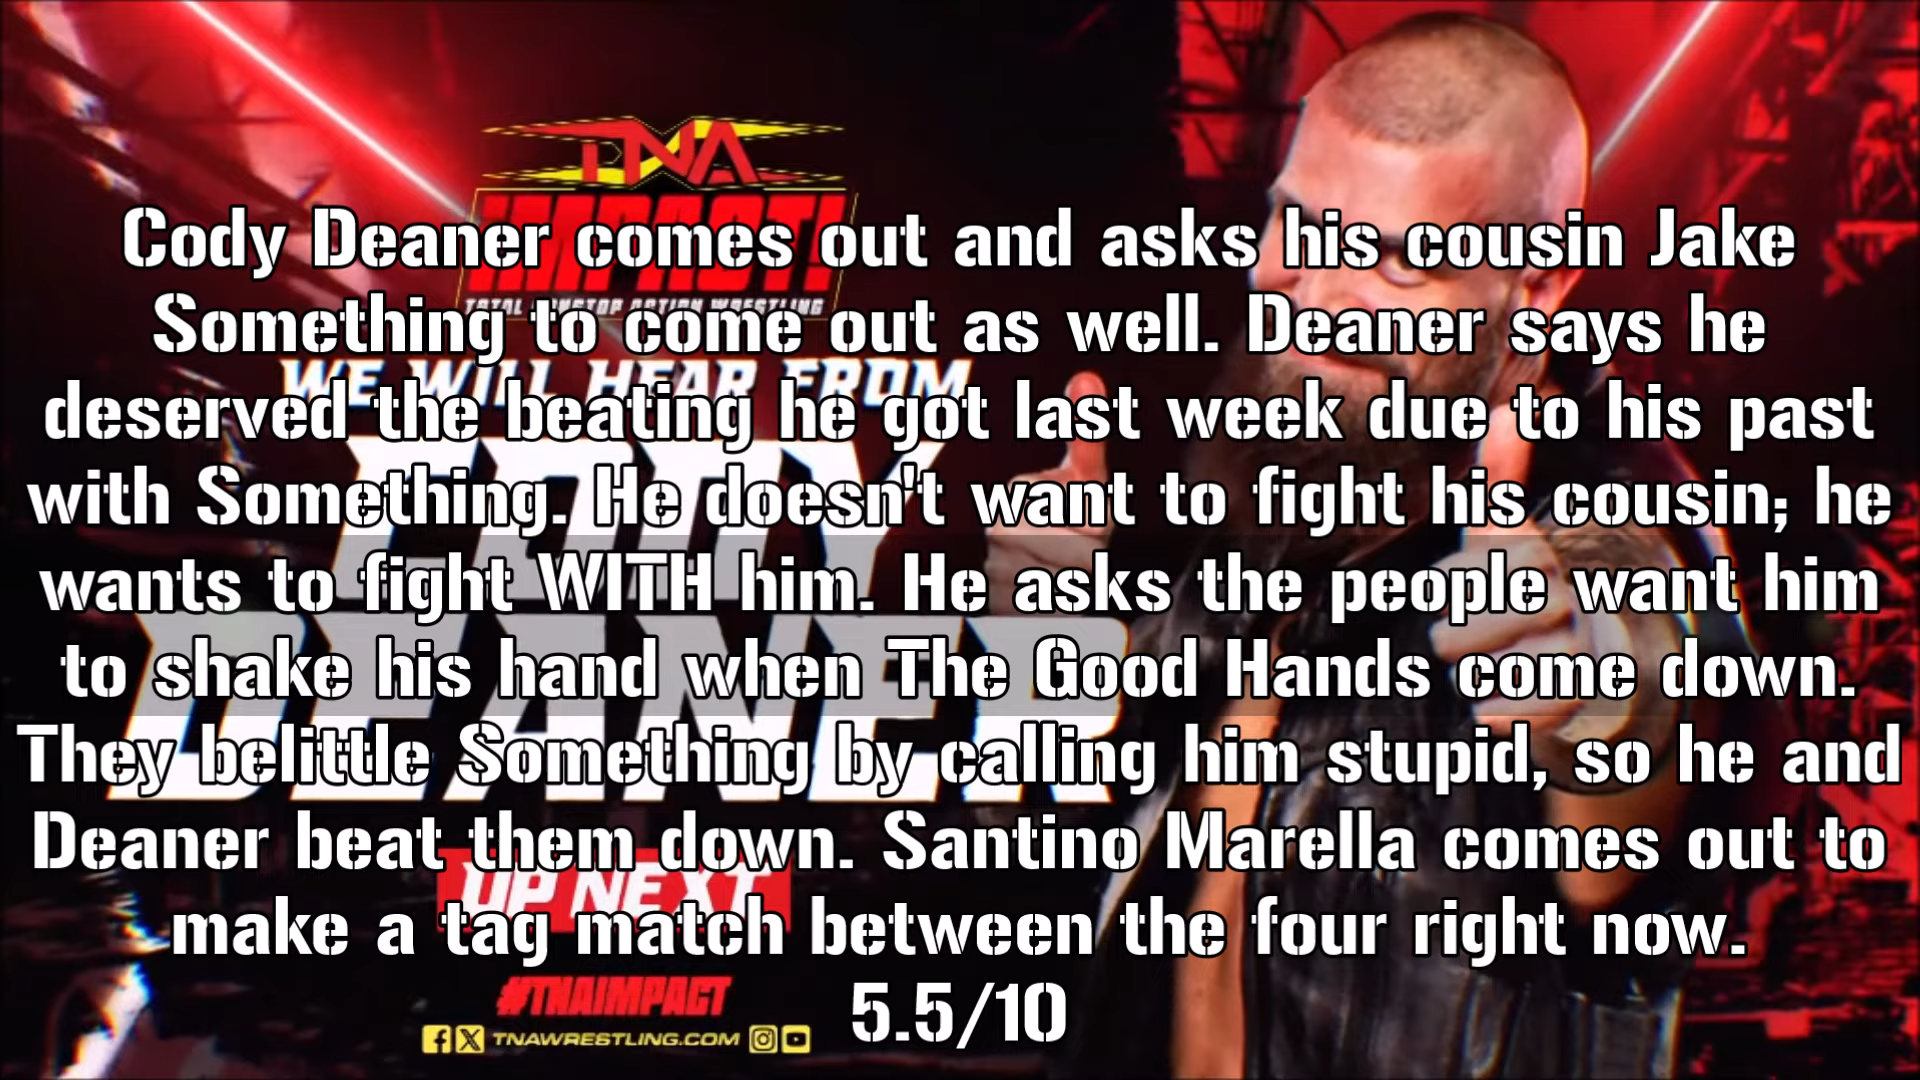 TNA
IMPACT!
TOTAL NONSTOP ACTION WRESTLING
Cody Deaner comes out and asks his cousin Jake
Something to come out as well. Deaner says he
WE WILL HEAR FROM
deserved the beating he got last week due to his past
CODY
with Something. He doesn't want to fight his cousin; he
wants to fight WITH him. He asks the people want him
DEANER
to shake his hand when The Good Hands come down.
They belittle Something by calling him stupid, so he and
Deaner beat them down. Santino Marella comes out to
UP NEXT
make a tag match between the four right now.
#TNAIMPACT
5.5/10
TNAWRESTLING.COM